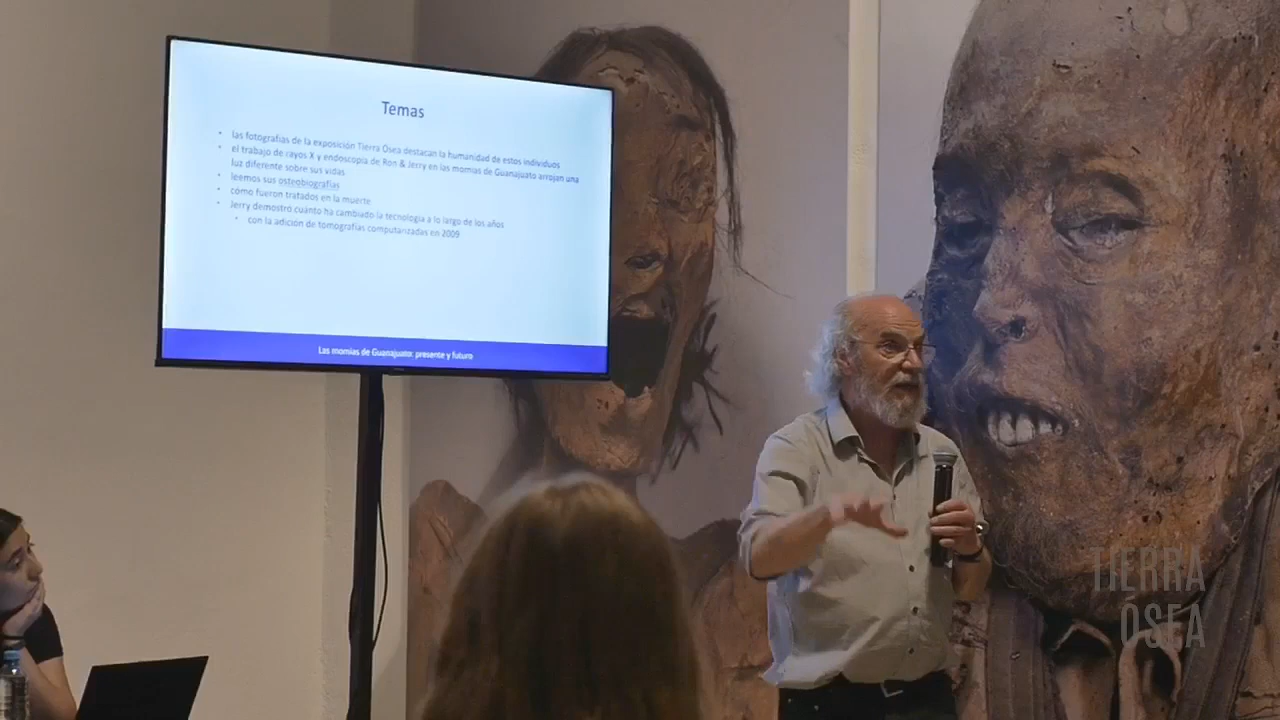 Temas
• las fotografías de la exposición Tierra Ósea destacan la humanidad de estos individuos
• el trabajo de rayos X y endoscopia de Ron & Jerry en las momias de Guanajuato arrojan una
luz diferente sobre sus vidas
• leemos sus osteobiografías
• cómo fueron tratados en la muerte
• Jerry demostró cuánto ha cambiado la tecnología a lo largo de los años
• con la adición de tomografías computarizadas en 2009
Las momias de Guanajuato: presente y futuro
TIERRA
ÓSEA